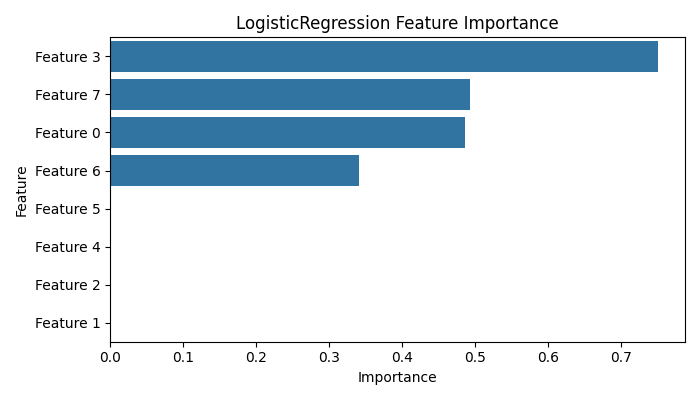 LogisticRegression Feature Importance
Feature 3
Feature 7
Feature 0
Feature 6
Feature 5
Feature 4
Feature 2
Feature 1
Feature
0.0 0.1 0.2 0.3 0.4 0.5 0.6 0.7
Importance